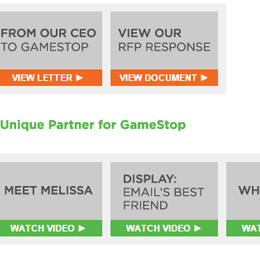 FROM OUR CEO
TO GAMESTOP
VIEW LETTER ▶
VIEW OUR
RFP RESPONSE
VIEW DOCUMENT ▶
Unique Partner for GameStop
MEET MELISSA
WATCH VIDEO ▶
DISPLAY:
EMAIL'S BEST
FRIEND
WATCH VIDEO ▶
WH
WAT